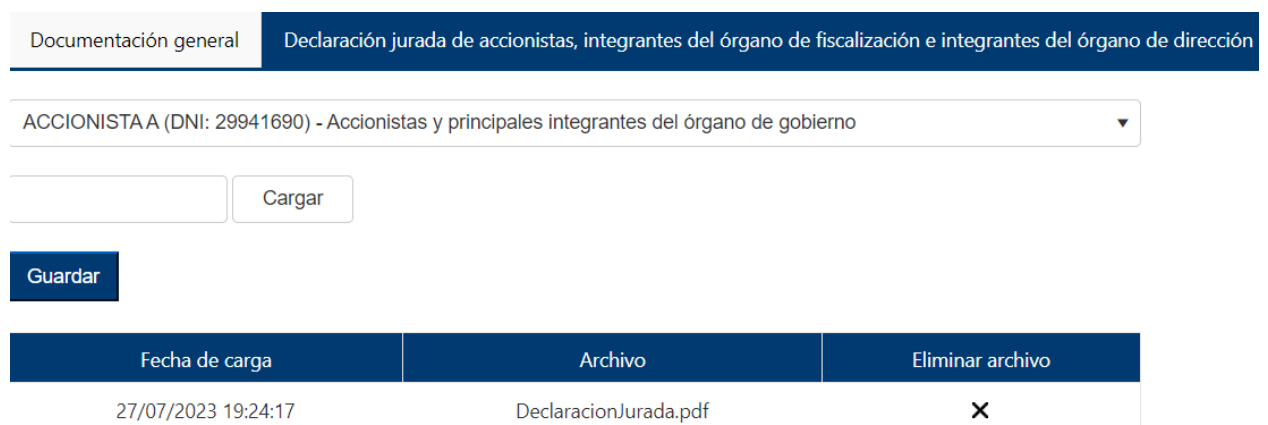 Documentación general
Declaración jurada de accionistas, integrantes del órgano de fiscalización e integrantes del órgano de dirección
ACCIONISTA A (DNI: 29941690) - Accionistas y principales integrantes del órgano de gobierno
Cargar
Guardar
Fecha de carga
Archivo
Eliminar archivo
27/07/2023 19:24:17
DeclaracionJurada.pdf